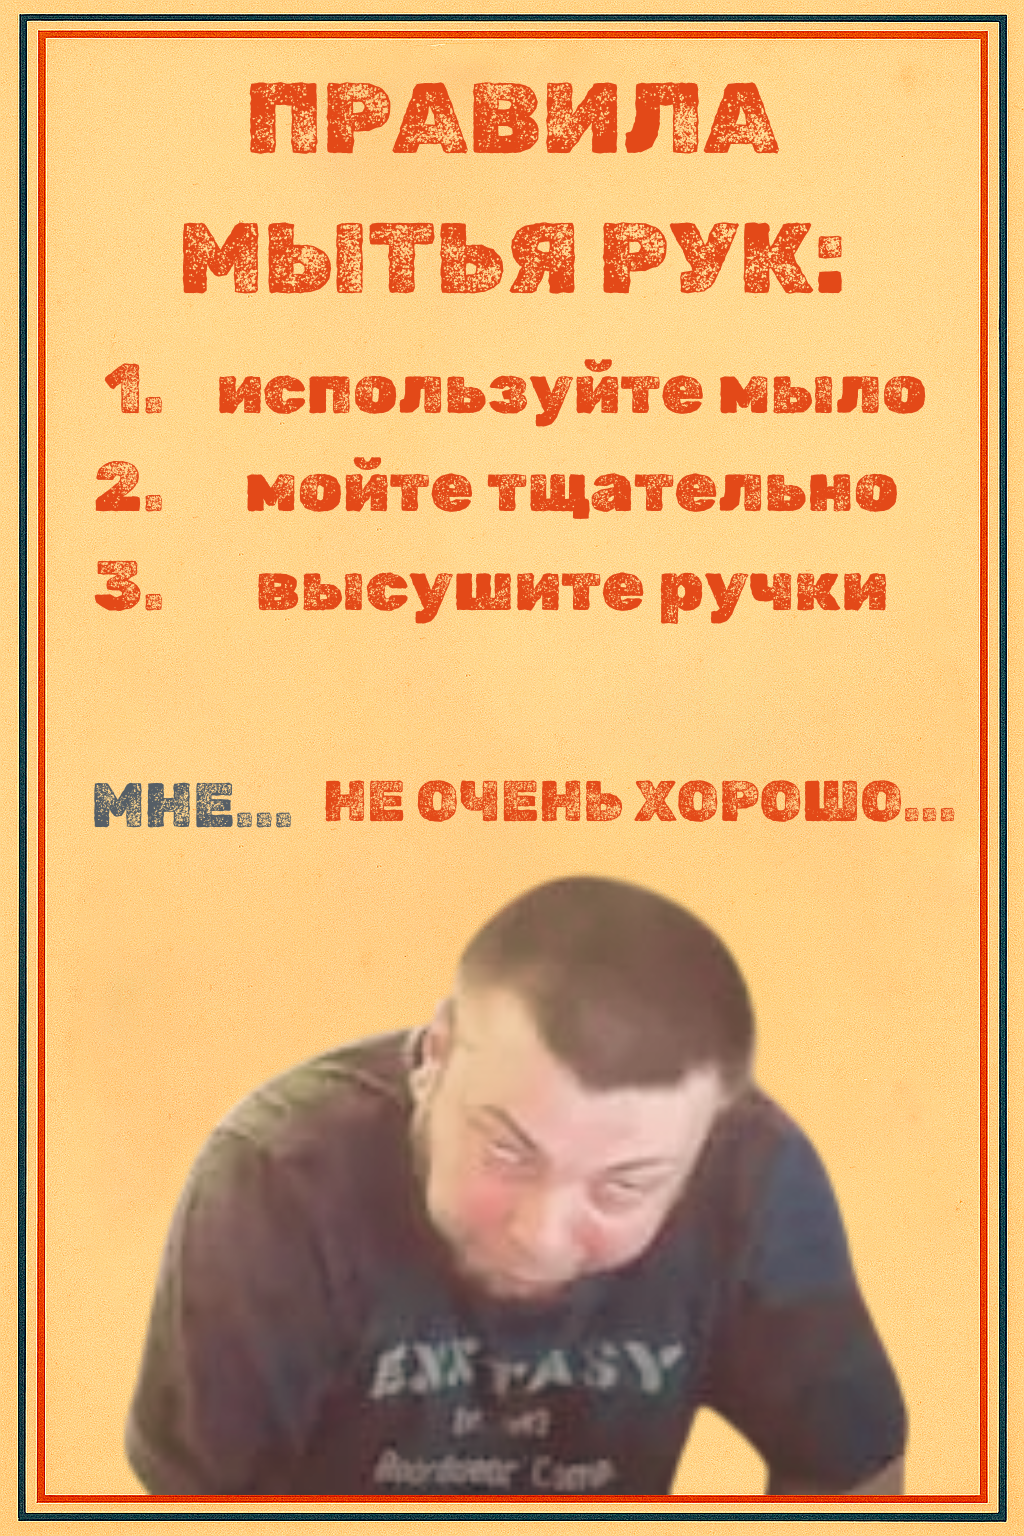 ПРАВИЛА
МЫТЬЯ РУК:
1. используйте мыло
2. мойте тщательно
3. высушите ручки
МНЕ... НЕ ОЧЕНЬ ХОРОШО...